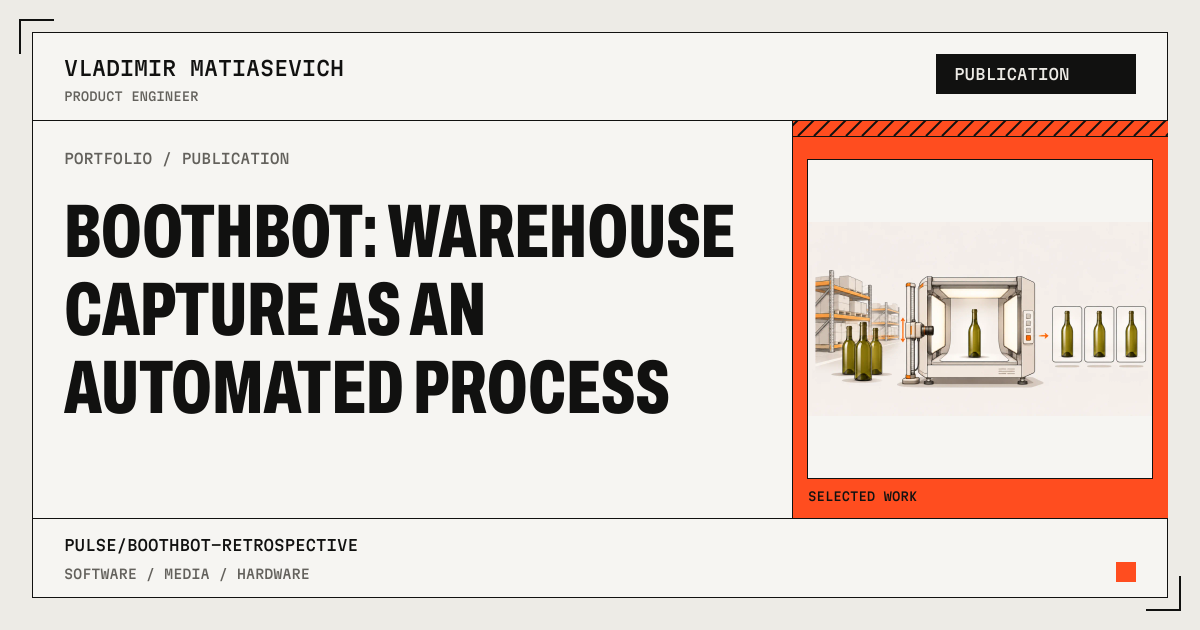 VLADIMIR MATIASEVICH
PRODUCT ENGINEER
PUBLICATION
PORTFOLIO / PUBLICATION
BOOTHBOT: WAREHOUSE
CAPTURE AS AN
AUTOMATED PROCESS
SELECTED WORK
PULSE/BOOTHBOT–RETROSPECTIVE
SOFTWARE / MEDIA / HARDWARE